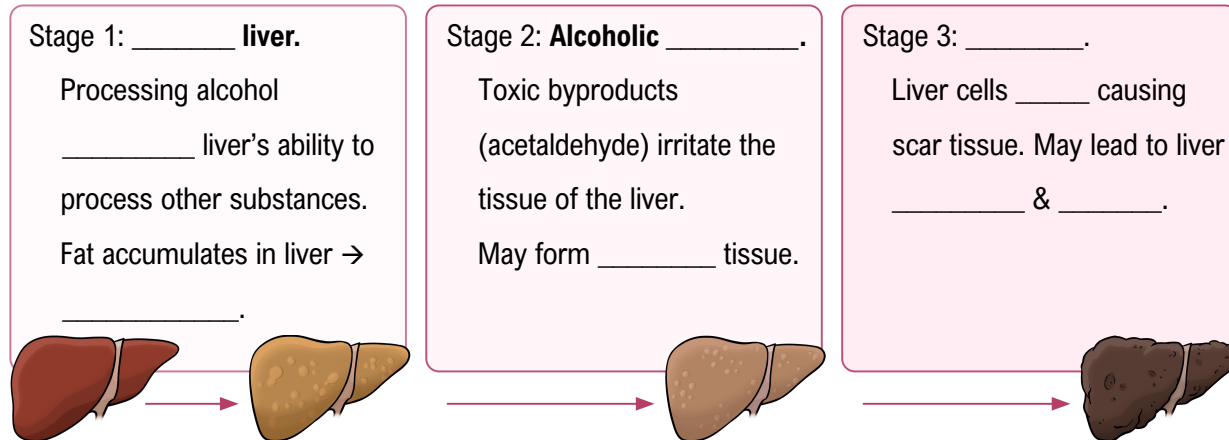 Stage 1: _______ liver.
Processing alcohol
_________ liver’s ability to
process other substances.
Fat accumulates in liver →
____________.
Stage 2: Alcoholic _________.
Toxic byproducts
(acetaldehyde) irritate the
tissue of the liver.
May form ________ tissue.
Stage 3: ________.
Liver cells _____ causing
scar tissue. May lead to liver
_________ & _______.